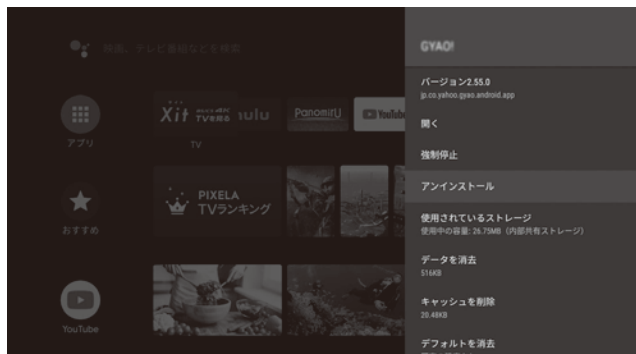 映画、テレビ番組などを検索
アプリ
Xit
TVを観る
hulu
PanomirU
YouTube
TV
おすすめ
PIXELA
TVランキング
YouTube
GYAO!
バージョン2.55.0
jp.co.yahoo.gyao.android.app
開く
強制停止
アンインストール
使用されているストレージ
使用中の容量: 26.75MB（内部共有ストレージ）
データを消去
516KB
キャッシュを削除
20.48KB
デフォルトを消去